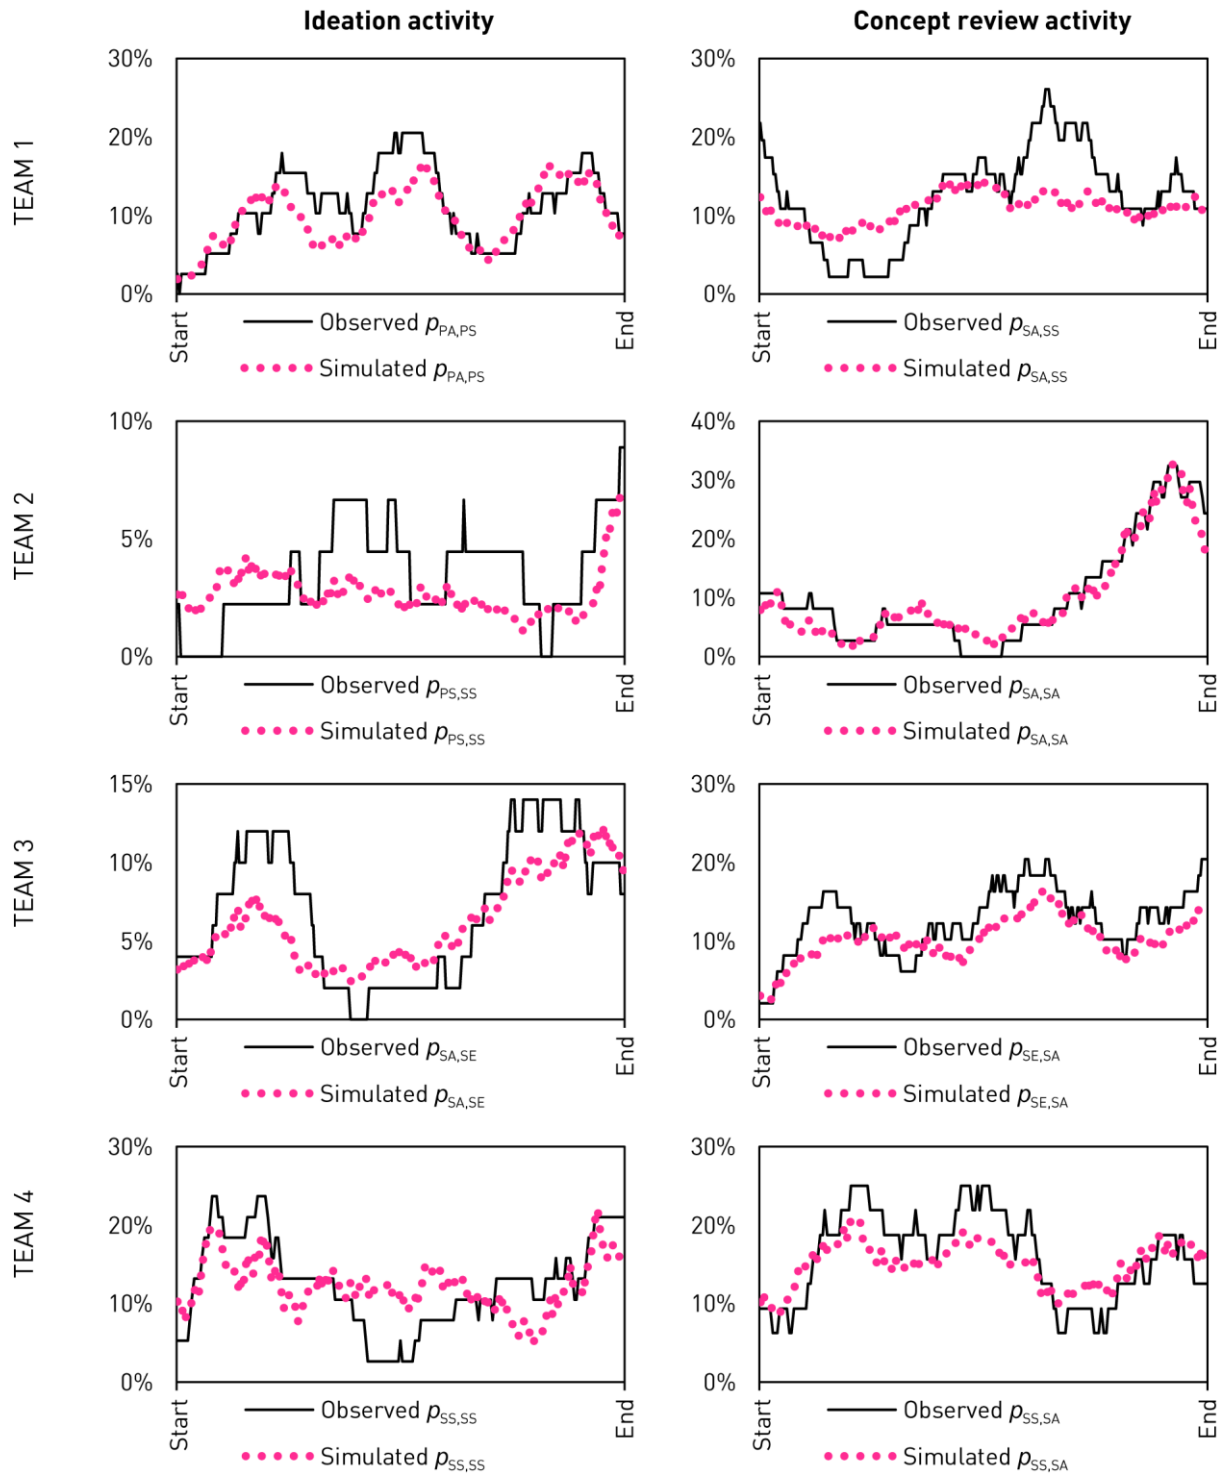 Ideation activity
Concept review activity
TEAM 1
30%
20%
10%
0%
Start
End
Observed pPA,PS
Simulated pPA,PS
30%
20%
10%
0%
Start
End
Observed pSA,SS
Simulated pSA,SS
TEAM 2
10%
5%
0%
Start
End
Observed pPS,SS
Simulated pPS,SS
40%
30%
20%
10%
0%
Start
End
Observed pSA,SA
Simulated pSA,SA
TEAM 3
15%
10%
5%
0%
Start
End
Observed pSA,SE
Simulated pSA,SE
30%
20%
10%
0%
Start
End
Observed pSE,SA
Simulated pSE,SA
TEAM 4
30%
20%
10%
0%
Start
End
Observed pSS,SS
Simulated pSS,SS
30%
20%
10%
0%
Start
End
Observed pSS,SA
Simulated pSS,SA